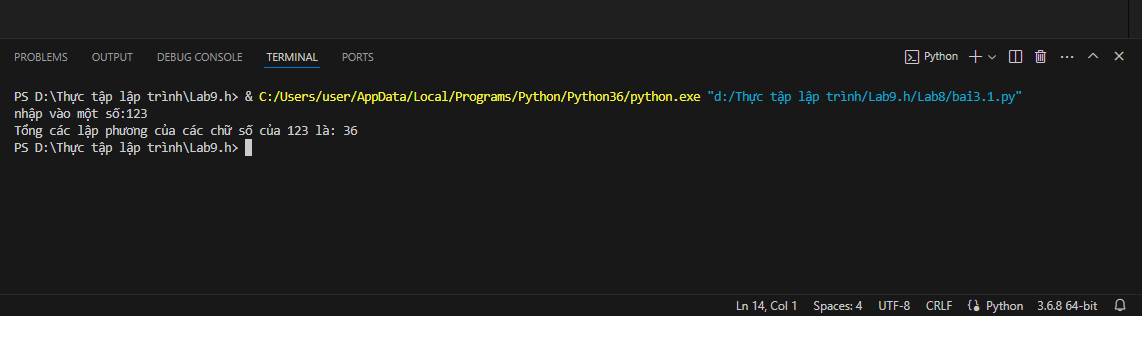 PROBLEMS OUTPUT DEBUG CONSOLE TERMINAL PORTS Python
PS D:\Thực tập lập trình\Lab9.h> & C:/Users/user/AppData/Local/Programs/Python/Python36/python.exe "d:/Thực tập lập trình/Lab9.h/Lab8/bai3.1.py"
nhập vào một số:123
Tổng các lập phương của các chữ số của 123 là: 36
PS D:\Thực tập lập trình\Lab9.h>
Ln 14, Col 1 Spaces: 4 UTF-8 CRLF Python 3.6.8 64-bit